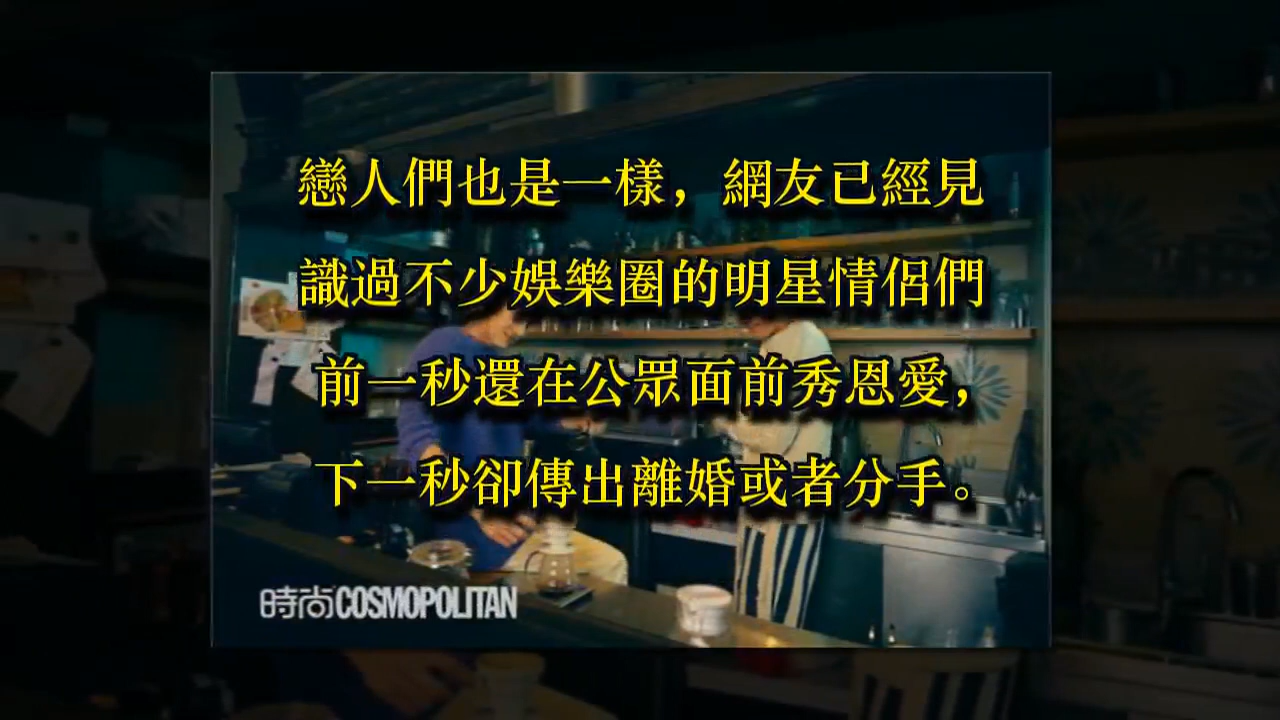 戀人們也是一樣，網友已經見
識過不少娛樂圈的明星情侶們
前一秒還在公眾面前秀恩愛，
下一秒卻傳出離婚或者分手。
時尚COSMOPOLITAN